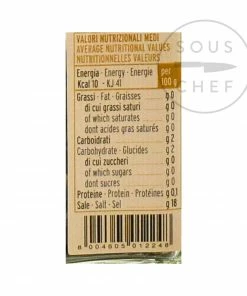 SOUS
CHEF
VALORI NUTRIZIONALI MEDI
AVERAGE NUTRITIONAL VALUES
NUTRITIONNELLES VALEURS
Energia - Energy - Energie
Kcal 10 - KJ 41
per
100 g
Grassi - Fat - Graisses g 0
di cui grassi saturi g 0
of which saturates
dont acides gras saturés
Carboidrati g 2
Carbohydrate - Glucides g 2
di cui zuccheri g 0
of which sugars g 0
dont sucres g 0
Proteine - Protein - Protéines g 0,1
Sale - Salt - Sel g 18
8 004605 012248